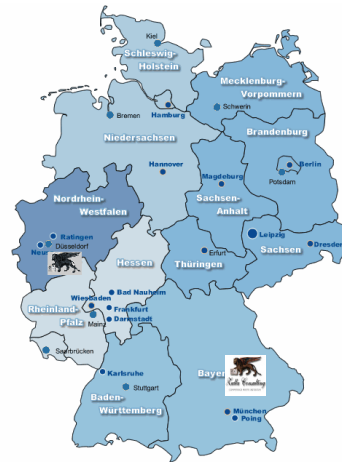 Kiel
Schleswig-
Holstein
Mecklenburg-
Vorpommern
Schwerin
Hamburg
Bremen
Brandenburg
Niedersachsen
Berlin
Hannover
Potsdam
Magdeburg
Nordrhein-
Westfalen
Sachsen-
Anhalt
Ratingen
Leipzig
Düsseldorf
Dresden
Sachsen
Erfurt
Hessen
Thüringen
Bad Nauheim
Wiesbaden
Rheinland-
Pfalz
Frankfurt
Mainz
Darmstadt
Saarbrücken
Karlsruhe
Stuttgart
Baden-
Württemberg
München
Poing